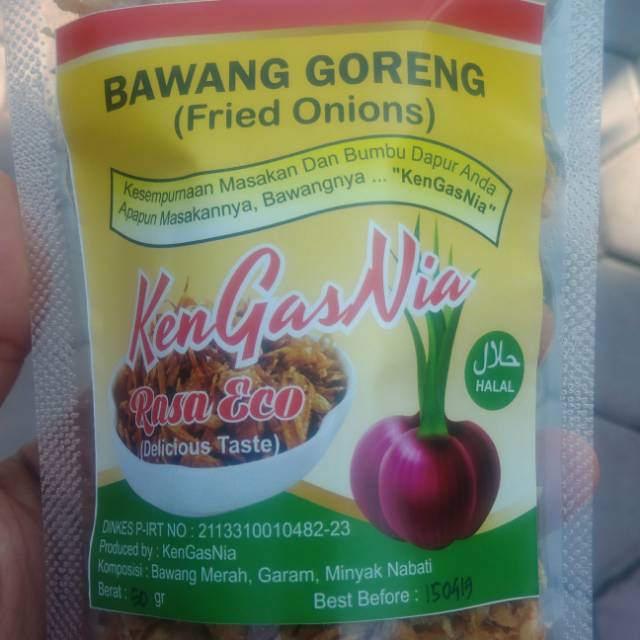 BAWANG GORENG
(Fried Onions)
Kesempurnaan Masakan Dan Bumbu Dapur Anda
Apapun Masakannya, Bawangnya ... "KenGasNia"
KenGasNia
Rasa Eco
(Delicious Taste)
حلال
HALAL
DINKES P-IRT NO : 2113310010482-23
Produced by : KenGasNia
Komposisi : Bawang Merah, Garam, Minyak Nabati
Berat : gr
Best Before : 150419